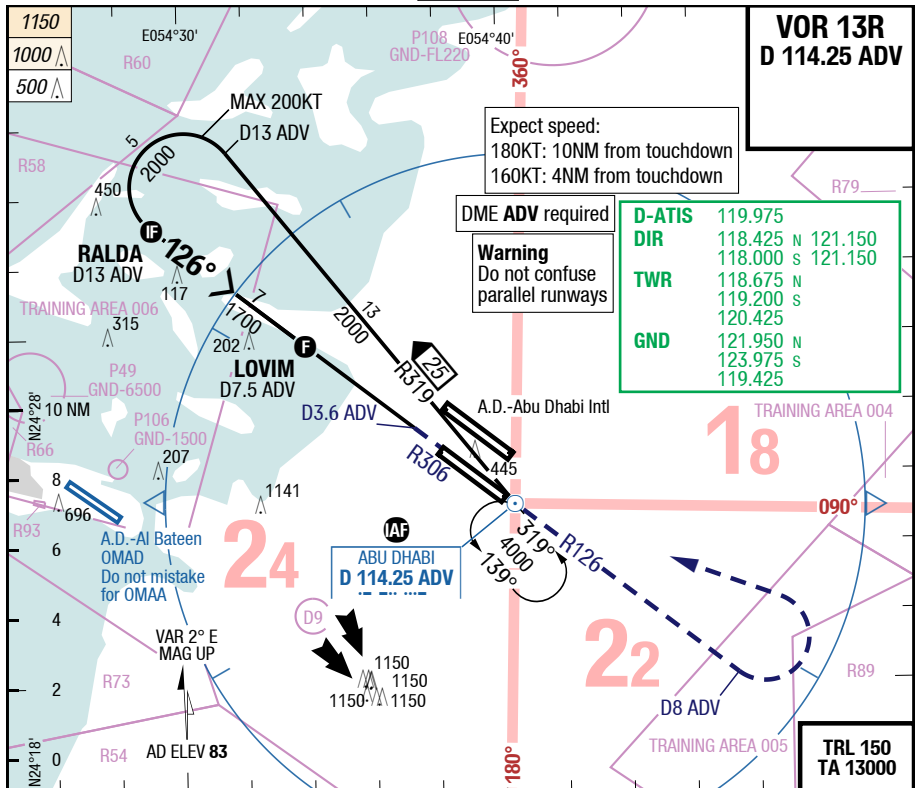 1150
1000
500
E054°30'
E054°40'
P108
GND-FL220
R60
360°
VOR 13R
D 114.25 ADV
MAX 200KT
D13 ADV
5
2000
R58
Expect speed:
180KT: 10NM from touchdown
160KT: 4NM from touchdown
R79
450
DME ADV required
D-ATIS 119.975
DIR 118.425 N 121.150
118.000 S 121.150
TWR 118.675 N
119.200 S
120.425
GND 121.950 N
123.975 S
119.425
IF
126°
RALDA
D13 ADV
117
Warning
Do not confuse
parallel runways
TRAINING AREA 006
315
7
1700
13
2000
202
F
LOVIM
D7.5 ADV
25
R319
P49
GND-6500
N24°28'
10 NM
D3.6 ADV
A.D.-Abu Dhabi Intl
TRAINING AREA 004
P106
GND-1500
R66
18
R306
445
207
8
696
1141
090°
R93
A.D.-Al Bateen
OMAD
Do not mistake
for OMAA
24
IAF
ABU DHABI
D 114.25 ADV
319°
4000
139°
R126
6
4
D9
VAR 2° E
MAG UP
22
1150
1150
1150
1150
R73
2
R89
D8 ADV
TRAINING AREA 005
R54
AD ELEV 83
N24°18'
0
180°
TRL 150
TA 13000